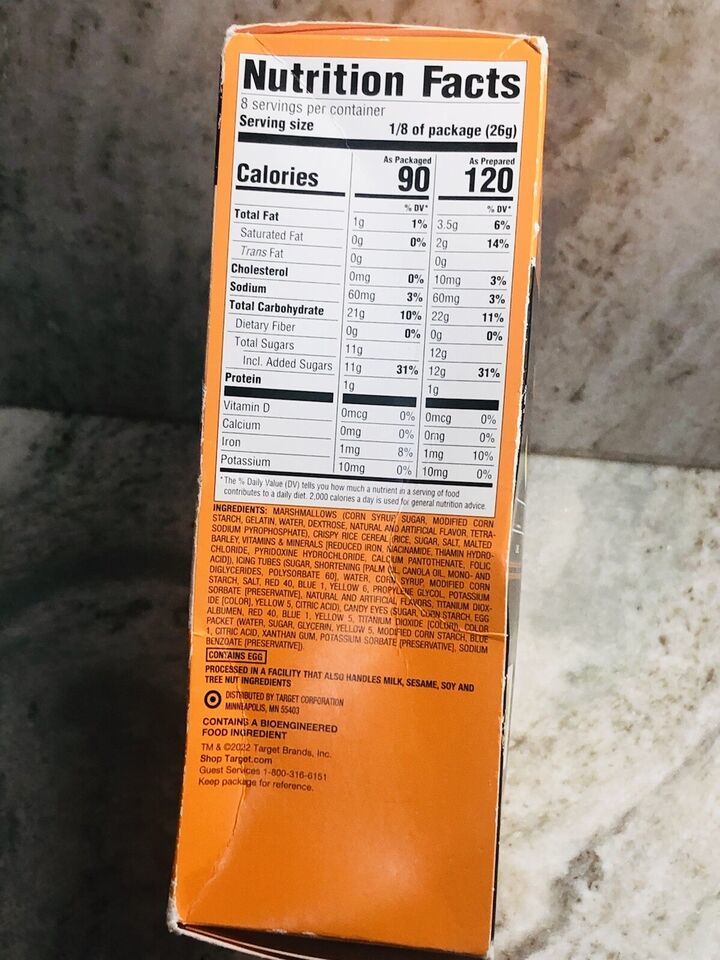 Nutrition Facts
8 servings per container
Serving size 1/8 of package (26g)
As Packaged As Prepared
Calories 90 120
% DV* % DV*
Total Fat 1g 1% 3.5g 6%
Saturated Fat 0g 0% 2g 14%
Trans Fat 0g 0g
Cholesterol 0mg 0% 10mg 3%
Sodium 60mg 3% 60mg 3%
Total Carbohydrate 21g 10% 22g 11%
Dietary Fiber 0g 0% 0g 0%
Total Sugars 11g 12g
Incl. Added Sugars 11g 31% 12g 31%
Protein 1g 1g
Vitamin D 0mcg 0% 0mcg 0%
Calcium 0mg 0% 0mg 0%
Iron 1mg 8% 1mg 10%
Potassium 10mg 0% 10mg 0%
*The % Daily Value (DV) tells you how much a nutrient in a serving of food
contributes to a daily diet. 2,000 calories a day is used for general nutrition advice.
INGREDIENTS: MARSHMALLOWS (CORN SYRUP, SUGAR, MODIFIED CORN
STARCH, GELATIN, WATER, DEXTROSE, NATURAL AND ARTIFICIAL FLAVOR, TETRA-
SODIUM PYROPHOSPHATE), CRISPY RICE CEREAL (RICE, SUGAR, SALT, MALTED
BARLEY, VITAMINS & MINERALS [REDUCED IRON, NIACINAMIDE, THIAMIN HYDRO-
CHLORIDE, PYRIDOXINE HYDROCHLORIDE, CALCIUM PANTOTHENATE, FOLIC
ACID]), ICING TUBES (SUGAR, SHORTENING [PALM OIL, CANOLA OIL, MONO- AND
DIGLYCERIDES, POLYSORBATE 60], WATER, CORN SYRUP, MODIFIED CORN
STARCH, SALT, RED 40, BLUE 1, YELLOW 6, PROPYLENE GLYCOL, POTASSIUM
SORBATE [PRESERVATIVE], NATURAL AND ARTIFICIAL FLAVORS, TITANIUM DIOX-
IDE [COLOR], YELLOW 5, CITRIC ACID), CANDY EYES (SUGAR, CORN STARCH, EGG
ALBUMEN, RED 40, BLUE 1, YELLOW 5, TITANIUM DIOXIDE [COLOR]), COLOR
PACKET (WATER, SUGAR, GLYCERIN, YELLOW 5, MODIFIED CORN STARCH, BLUE
1, CITRIC ACID, XANTHAN GUM, POTASSIUM SORBATE [PRESERVATIVE], SODIUM
BENZOATE [PRESERVATIVE]).
CONTAINS EGG
PROCESSED IN A FACILITY THAT ALSO HANDLES MILK, SESAME, SOY AND
TREE NUT INGREDIENTS
DISTRIBUTED BY TARGET CORPORATION
MINNEAPOLIS, MN 55403
CONTAINS A BIOENGINEERED
FOOD INGREDIENT
TM & ©2022 Target Brands, Inc.
Shop Target.com
Guest Services 1-800-316-6151
Keep package for reference.